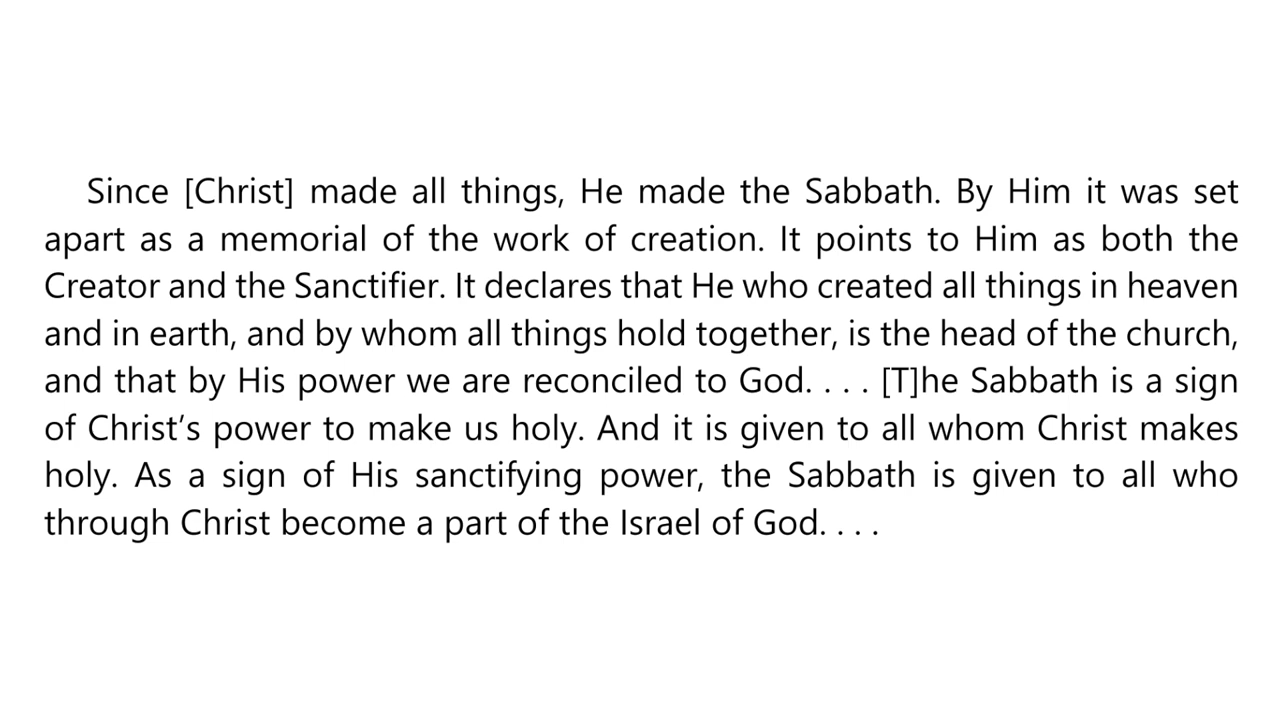 Since [Christ] made all things, He made the Sabbath. By Him it was set
apart as a memorial of the work of creation. It points to Him as both the
Creator and the Sanctifier. It declares that He who created all things in heaven
and in earth, and by whom all things hold together, is the head of the church,
and that by His power we are reconciled to God. . . . [T]he Sabbath is a sign
of Christ’s power to make us holy. And it is given to all whom Christ makes
holy. As a sign of His sanctifying power, the Sabbath is given to all who
through Christ become a part of the Israel of God. . . .